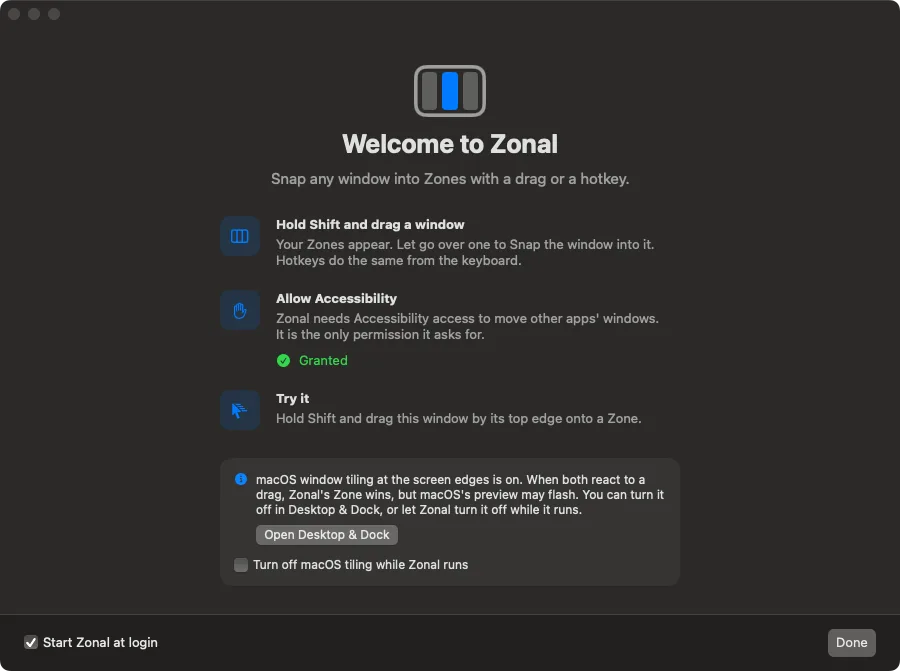 Welcome to Zonal
Snap any window into Zones with a drag or a hotkey.
Hold Shift and drag a window
Your Zones appear. Let go over one to Snap the window into it.
Hotkeys do the same from the keyboard.
Allow Accessibility
Zonal needs Accessibility access to move other apps' windows.
It is the only permission it asks for.
Granted
Try it
Hold Shift and drag this window by its top edge onto a Zone.
macOS window tiling at the screen edges is on. When both react to a
drag, Zonal's Zone wins, but macOS's preview may flash. You can turn it
off in Desktop & Dock, or let Zonal turn it off while it runs.
Open Desktop & Dock
Turn off macOS tiling while Zonal runs
Start Zonal at login
Done